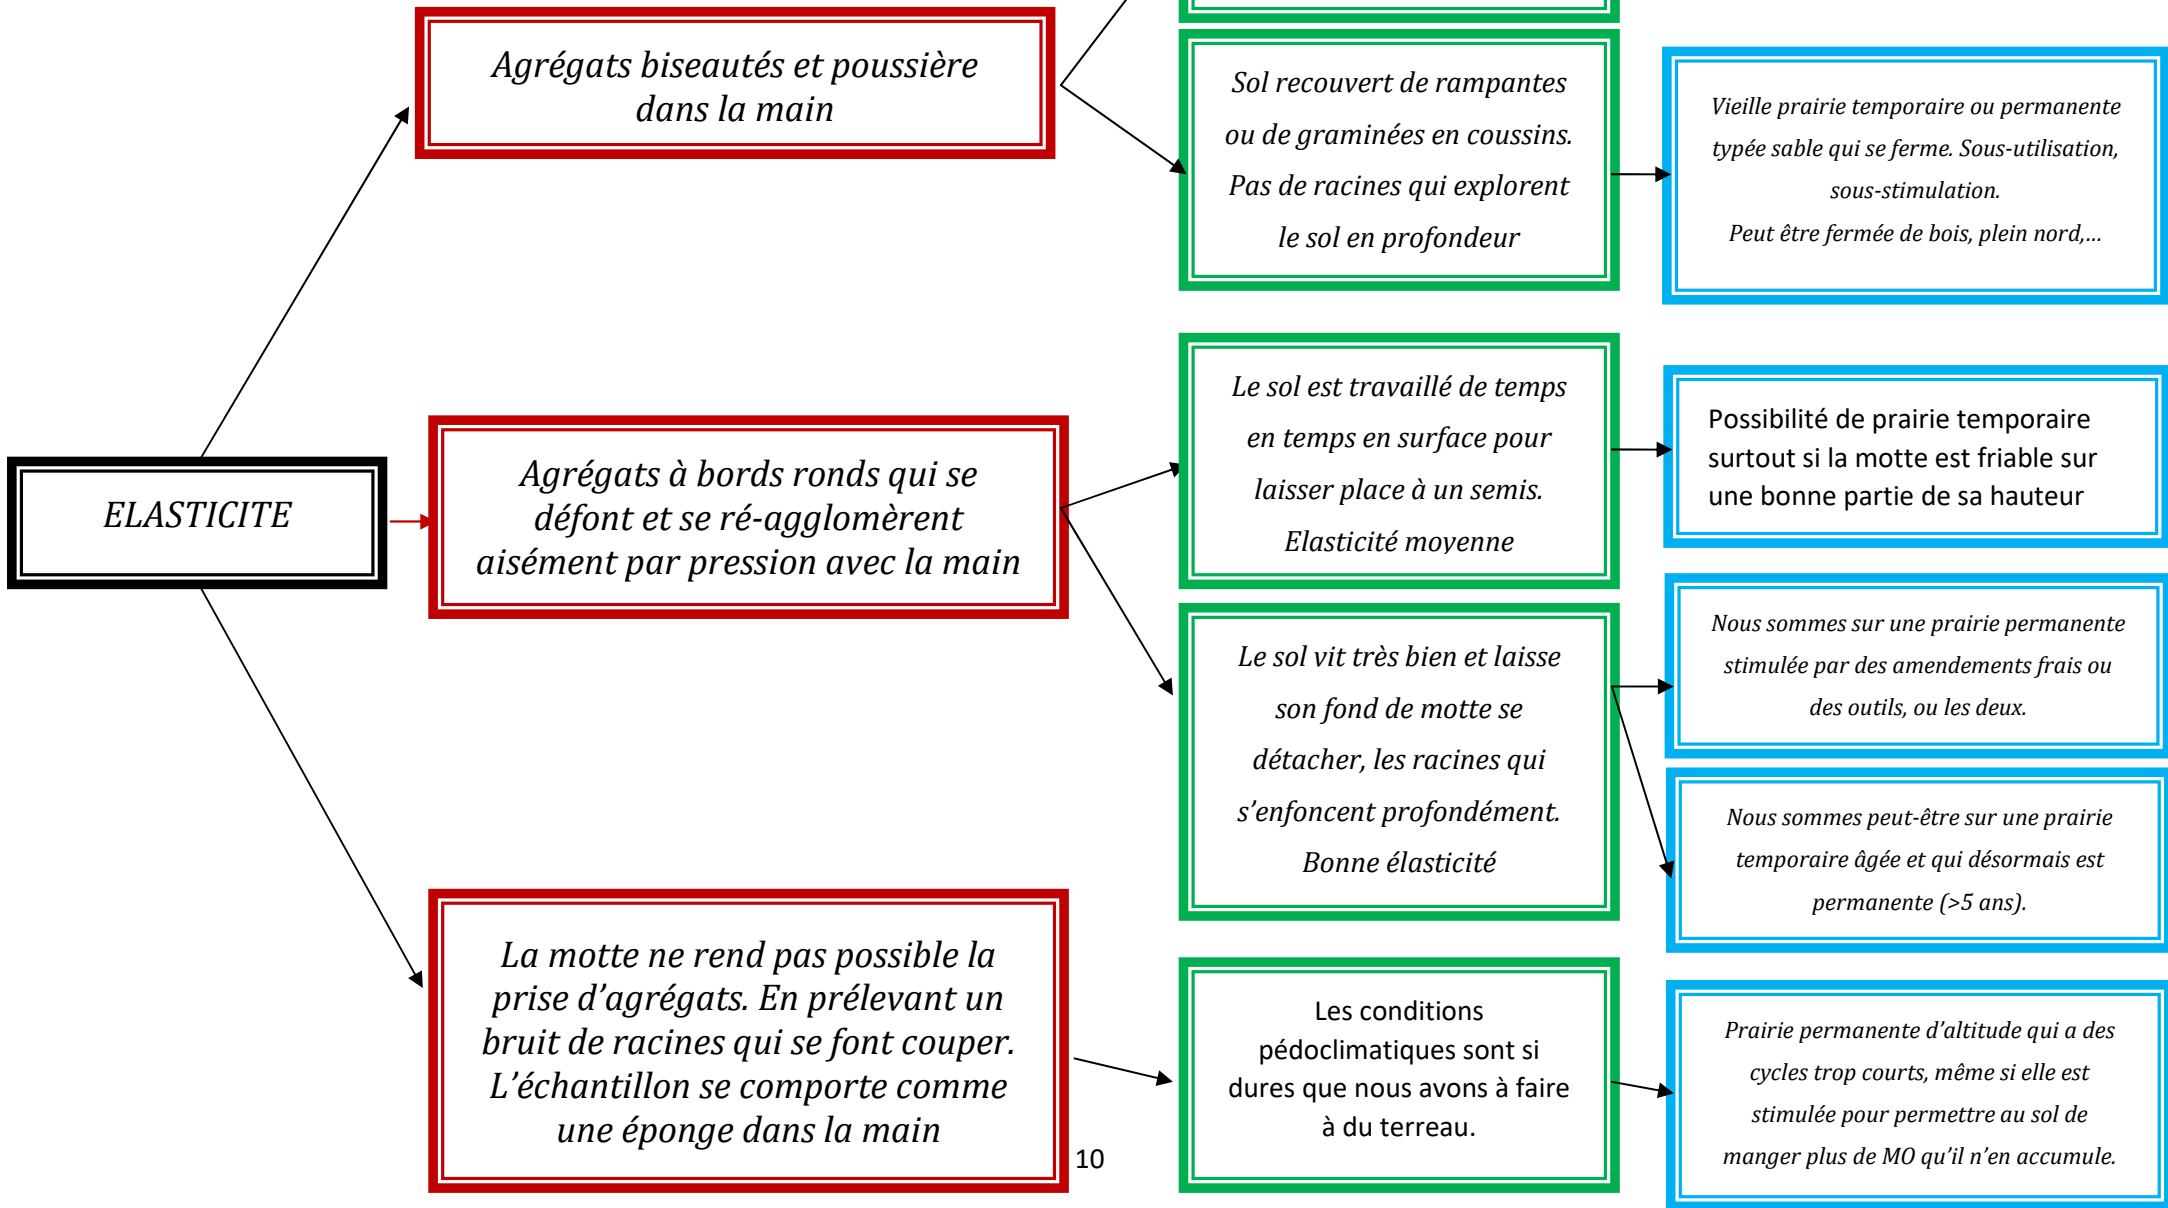 Agrégats biseautés et poussière
dans la main
Sol recouvert de rampantes
ou de graminées en coussins.
Pas de racines qui explorent
le sol en profondeur
Vieille prairie temporaire ou permanente
typée sable qui se ferme. Sous-utilisation,
sous-stimulation.
Peut être fermée de bois, plein nord,…
ELASTICITE
Agrégats à bords ronds qui se
défont et se ré-agglomèrent
aisément par pression avec la main
Le sol est travaillé de temps
en temps en surface pour
laisser place à un semis.
Elasticité moyenne
Possibilité de prairie temporaire
surtout si la motte est friable sur
une bonne partie de sa hauteur
Le sol vit très bien et laisse
son fond de motte se
détacher, les racines qui
s’enfoncent profondément.
Bonne élasticité
Nous sommes sur une prairie permanente
stimulée par des amendements frais ou
des outils, ou les deux.
Nous sommes peut-être sur une prairie
temporaire âgée et qui désormais est
permanente (>5 ans).
La motte ne rend pas possible la
prise d’agrégats. En prélevant un
bruit de racines qui se font couper.
L’échantillon se comporte comme
une éponge dans la main
Les conditions
pédoclimatiques sont si
dures que nous avons à faire
à du terreau.
Prairie permanente d’altitude qui a des
cycles trop courts, même si elle est
stimulée pour permettre au sol de
manger plus de MO qu’il n’en accumule.
10